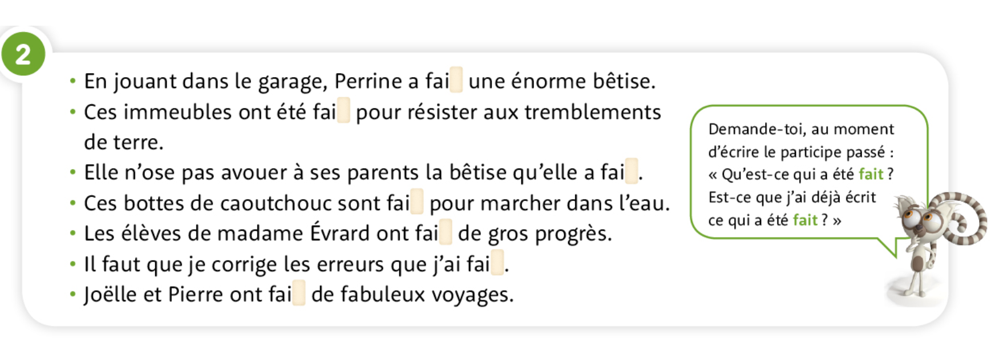 2
• En jouant dans le garage, Perrine a fai une énorme bêtise.
• Ces immeubles ont été fai pour résister aux tremblements
de terre.
• Elle n’ose pas avouer à ses parents la bêtise qu’elle a fai .
• Ces bottes de caoutchouc sont fai pour marcher dans l’eau.
• Les élèves de madame Évrard ont fai de gros progrès.
• Il faut que je corrige les erreurs que j’ai fai .
• Joëlle et Pierre ont fai de fabuleux voyages.
Demande-toi, au moment
d’écrire le participe passé :
« Qu’est-ce qui a été fait ?
Est-ce que j’ai déjà écrit
ce qui a été fait ? »